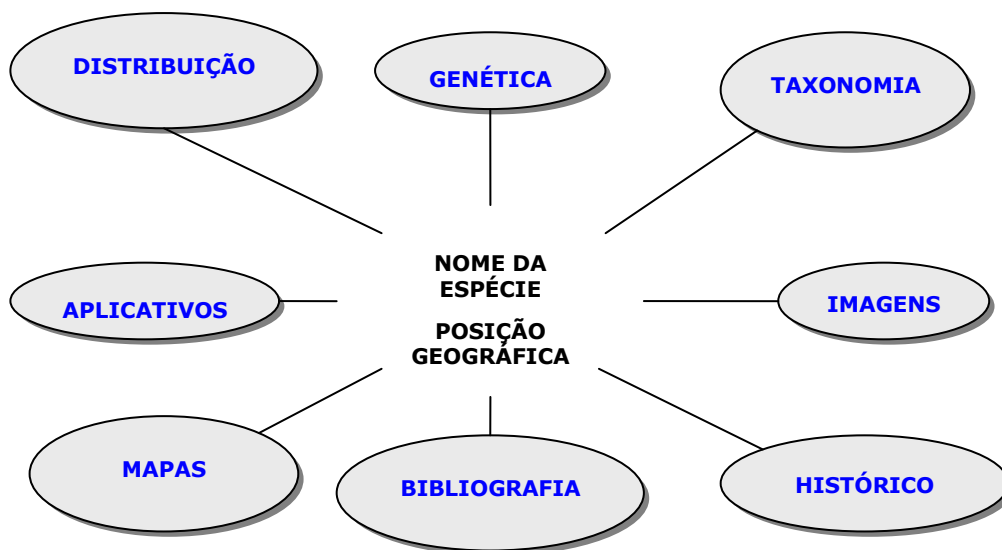 DISTRIBUIÇÃO
GENÉTICA
TAXONOMIA
NOME DA
ESPÉCIE
POSIÇÃO
GEOGRÁFICA
APLICATIVOS
IMAGENS
MAPAS
BIBLIOGRAFIA
HISTÓRICO